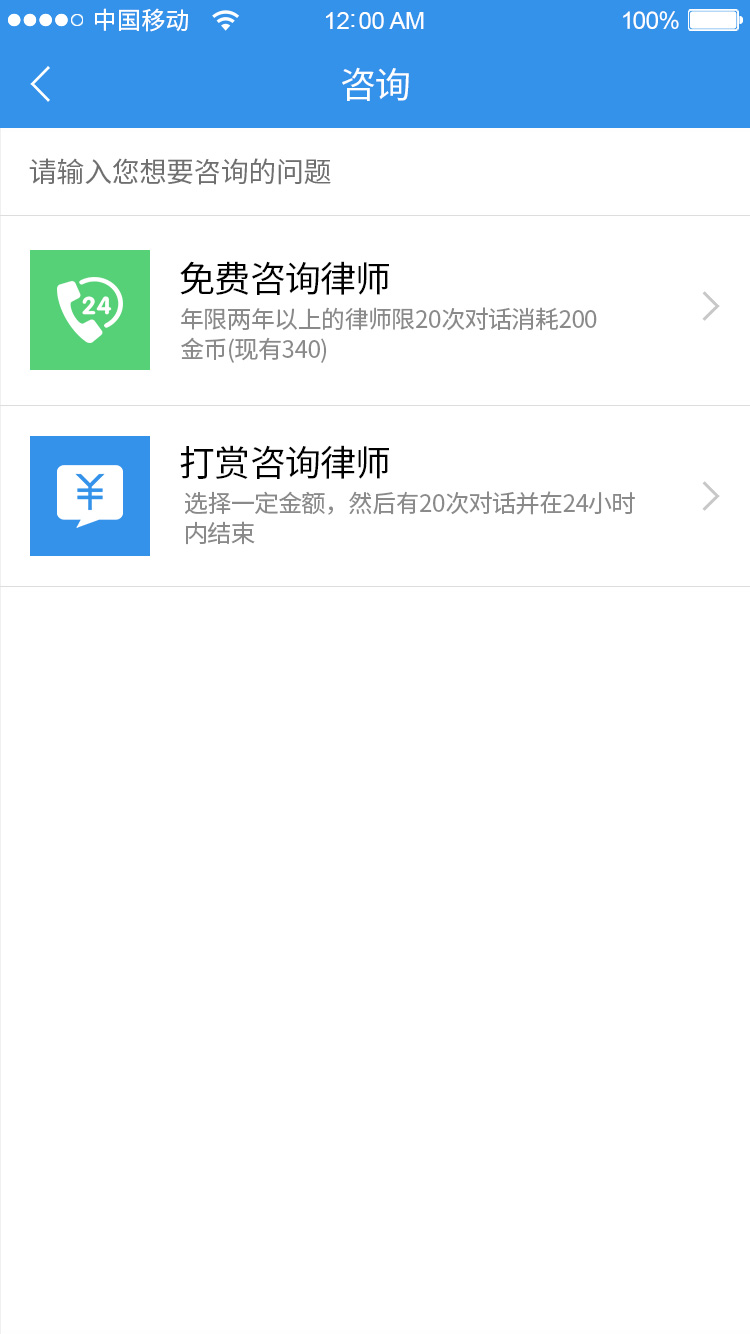 中国移动 12:00 AM 100%
咨询
请输入您想要咨询的问题
24
免费咨询律师
年限两年以上的律师限20次对话消耗200
金币(现有340)
¥
打赏咨询律师
选择一定金额，然后有20次对话并在24小时
内结束